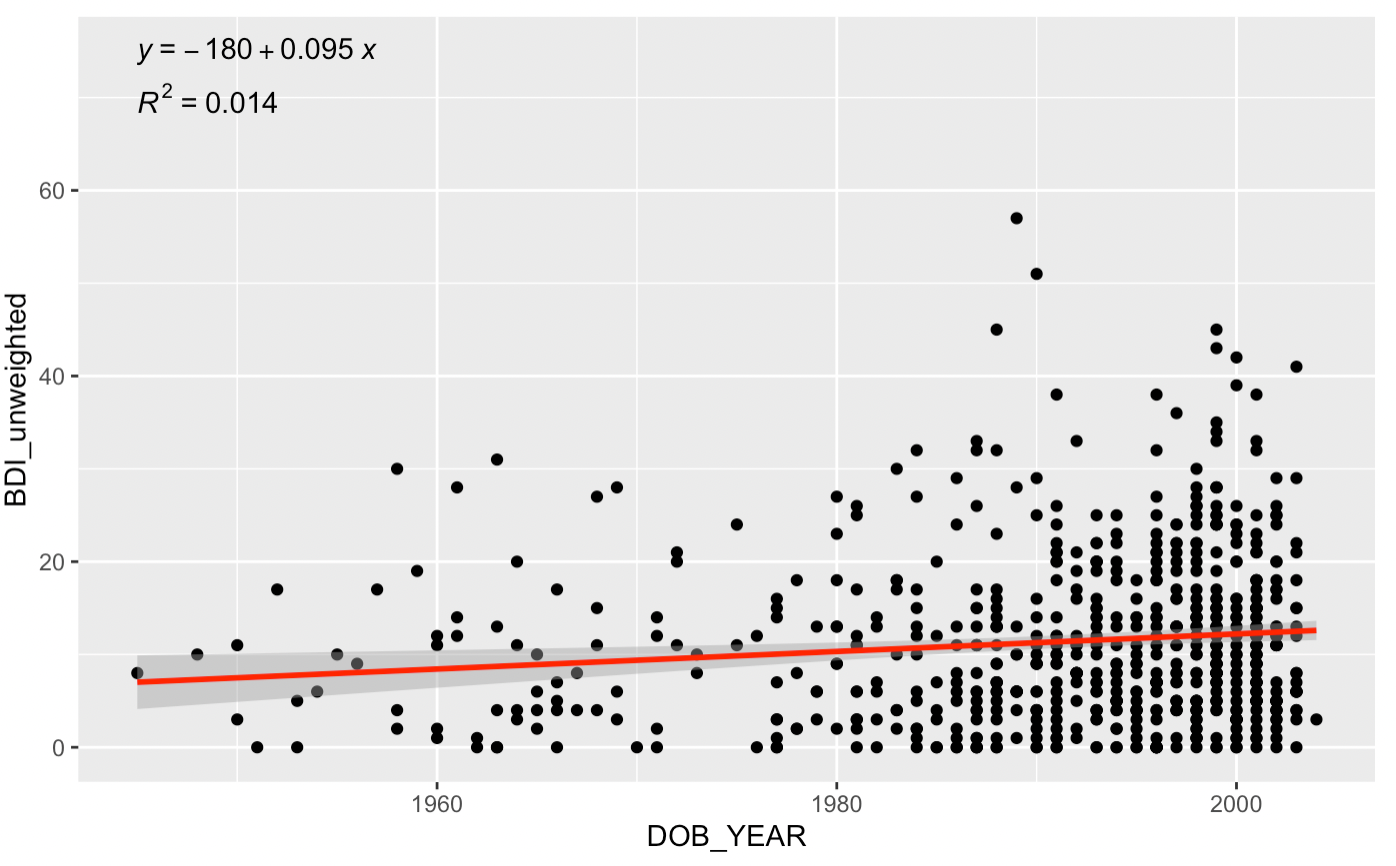 y = − 180 + 0.095 x
R² = 0.014
60
40
20
0
BDI_unweighted
1960
1980
2000
DOB_YEAR